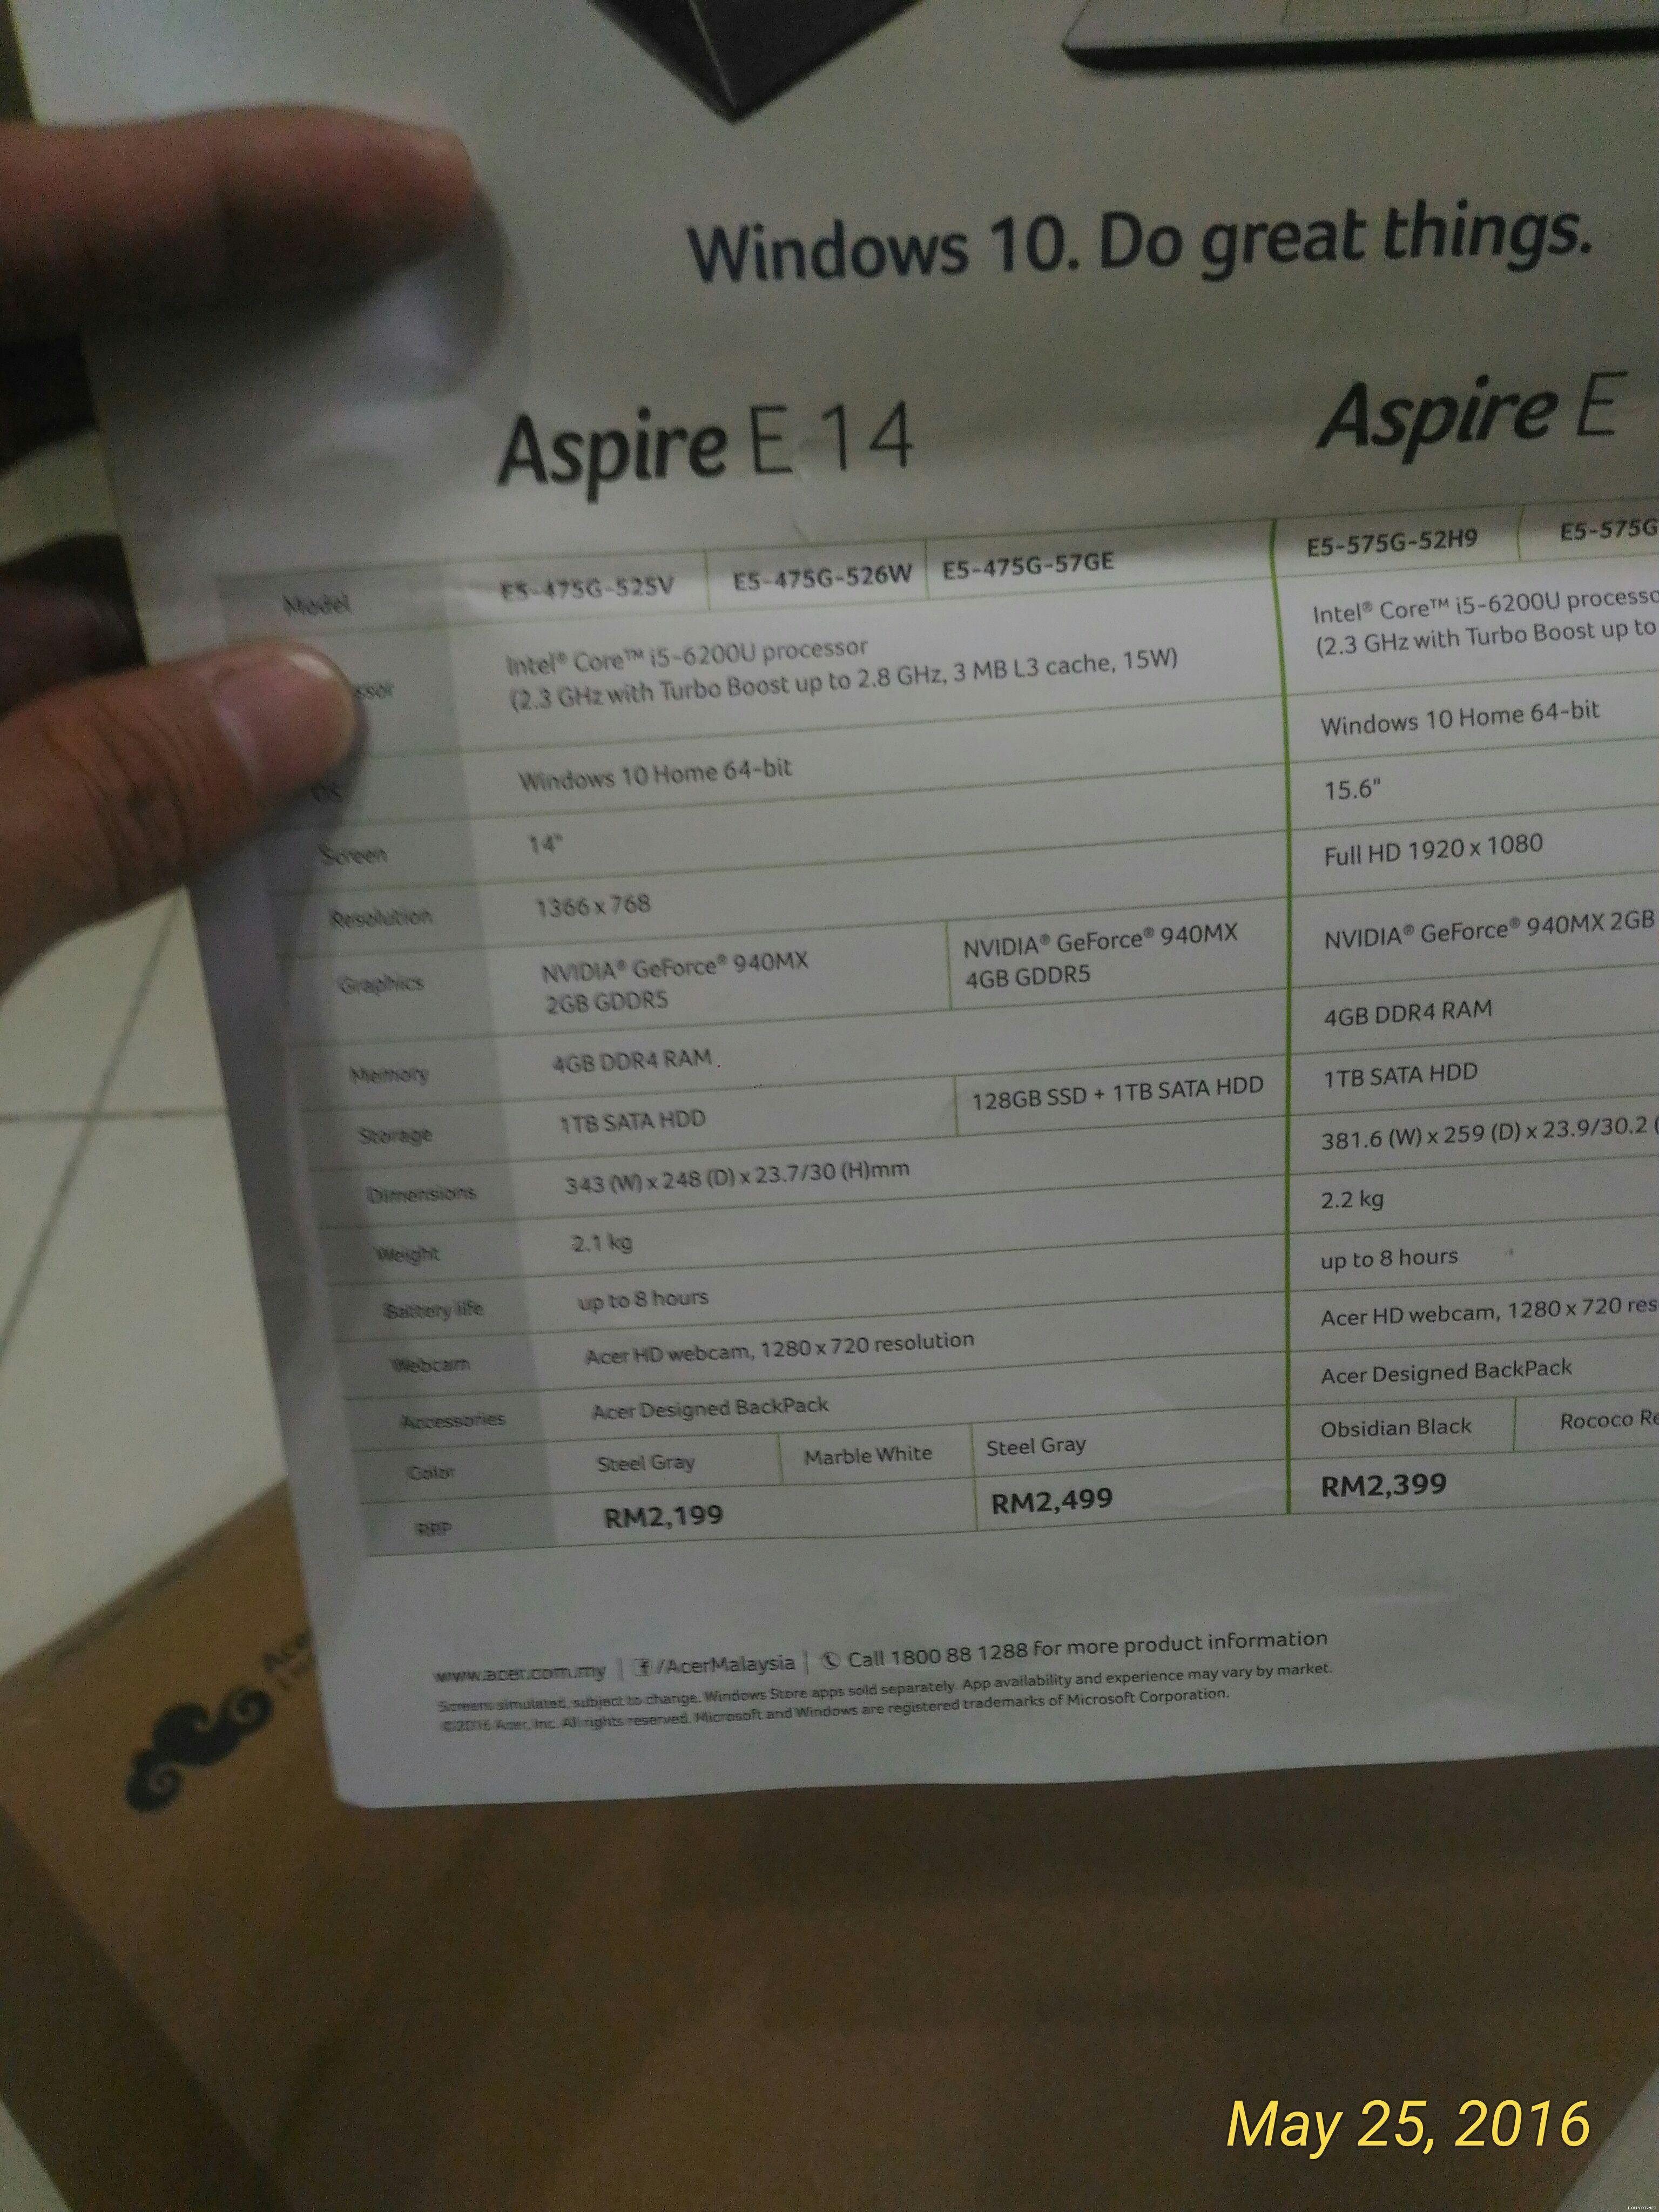 Windows 10. Do great things.
Aspire E 14
Aspire E
Model E5-475G-525V E5-475G-526W E5-475G-57GE E5-575G-52H9 E5-575G
Intel® Core™ i5-6200U processor
(2.3 GHz with Turbo Boost up to 2.8 GHz, 3 MB L3 cache, 15W)
Intel® Core™ i5-6200U processo
(2.3 GHz with Turbo Boost up to
OS Windows 10 Home 64-bit Windows 10 Home 64-bit
Screen 14" 15.6"
Resolution 1366 x 768 Full HD 1920 x 1080
Graphics
NVIDIA® GeForce® 940MX
2GB GDDR5
NVIDIA® GeForce® 940MX
4GB GDDR5
NVIDIA® GeForce® 940MX 2GB
Memory 4GB DDR4 RAM 4GB DDR4 RAM
Storage 1TB SATA HDD 128GB SSD + 1TB SATA HDD 1TB SATA HDD
Dimensions 343 (W) x 248 (D) x 23.7/30 (H)mm 381.6 (W) x 259 (D) x 23.9/30.2 (
Weight 2.1 kg 2.2 kg
Battery life up to 8 hours up to 8 hours
Webcam Acer HD webcam, 1280 x 720 resolution Acer HD webcam, 1280 x 720 res
Accessories Acer Designed BackPack Acer Designed BackPack
Color Steel Gray Marble White Steel Gray Obsidian Black Rococo Re
RRP RM2,199 RM2,499 RM2,399
www.acer.com.my | /AcerMalaysia | Call 1800 88 1288 for more product information
Screens simulated, subject to change. Windows Store apps sold separately. App availability and experience may vary by market.
©2016 Acer, Inc. All rights reserved. Microsoft and Windows are registered trademarks of Microsoft Corporation.
May 25, 2016